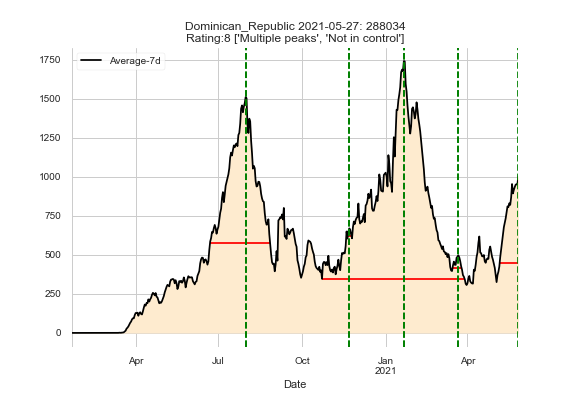 Dominican_Republic 2021-05-27: 288034
Rating:8 ['Multiple peaks', 'Not in control']
Average-7d
1750
1500
1250
1000
750
500
250
0
Apr
Jul
Oct
Jan
2021
Apr
Date